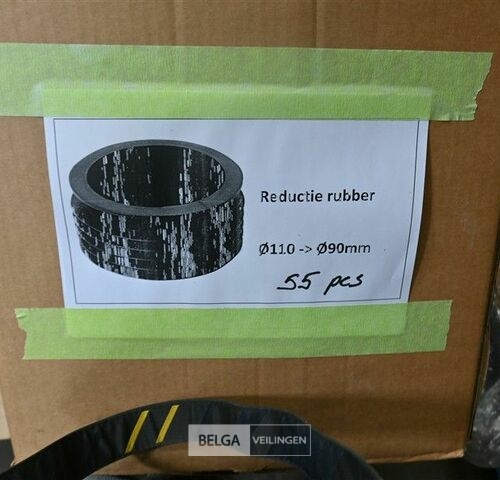 Reductie rubber
Ø110 -> Ø90mm
55 pcs
BELGA VEILINGEN